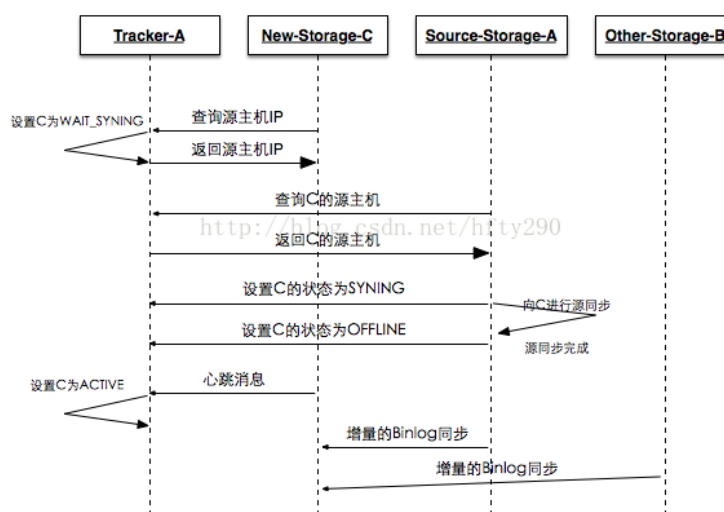 Tracker-A
New-Storage-C
Source-Storage-A
Other-Storage-B
查询源主机IP
设置C为WAIT_SYNING
返回源主机IP
查询C的源主机
http://blog.csdn.net/hfty290
返回C的源主机
设置C的状态为SYNING
向C进行源同步
设置C的状态为OFFLINE
源同步完成
心跳消息
设置C为ACTIVE
增量的Binlog同步
增量的Binlog同步